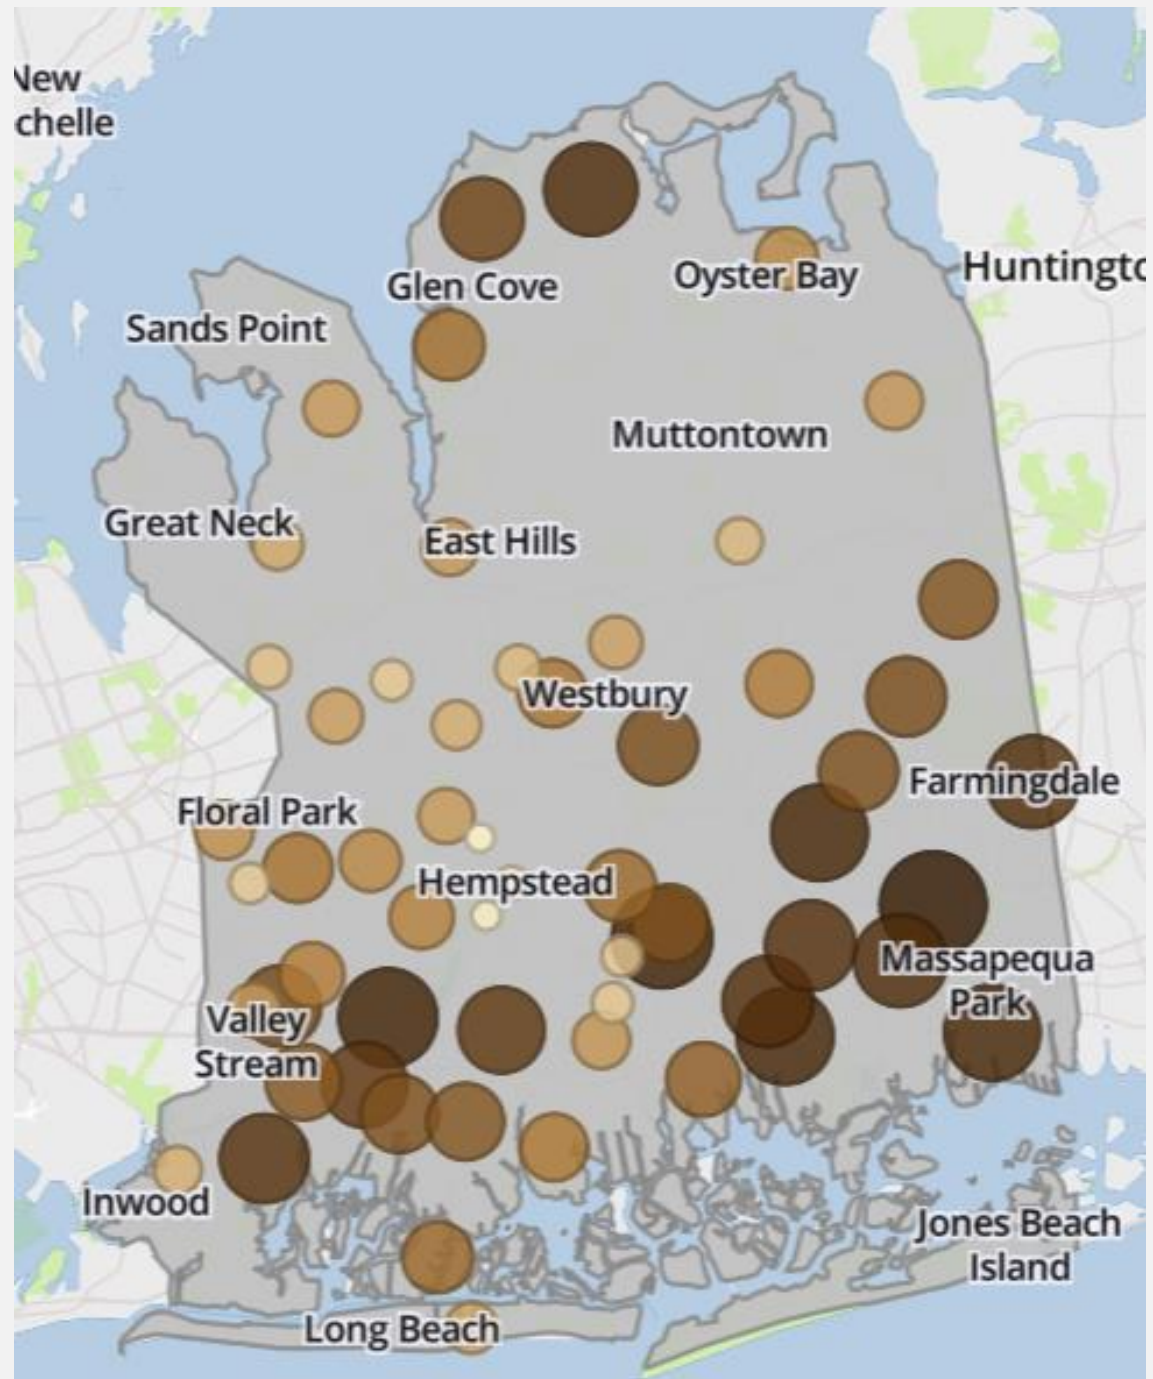 New
chelle
Glen Cove
Oyster Bay
Huntingto
Sands Point
Muttontown
Great Neck
East Hills
Westbury
Farmingdale
Floral Park
Hempstead
Massapequa
Park
Valley
Stream
Inwood
Jones Beach
Island
Long Beach